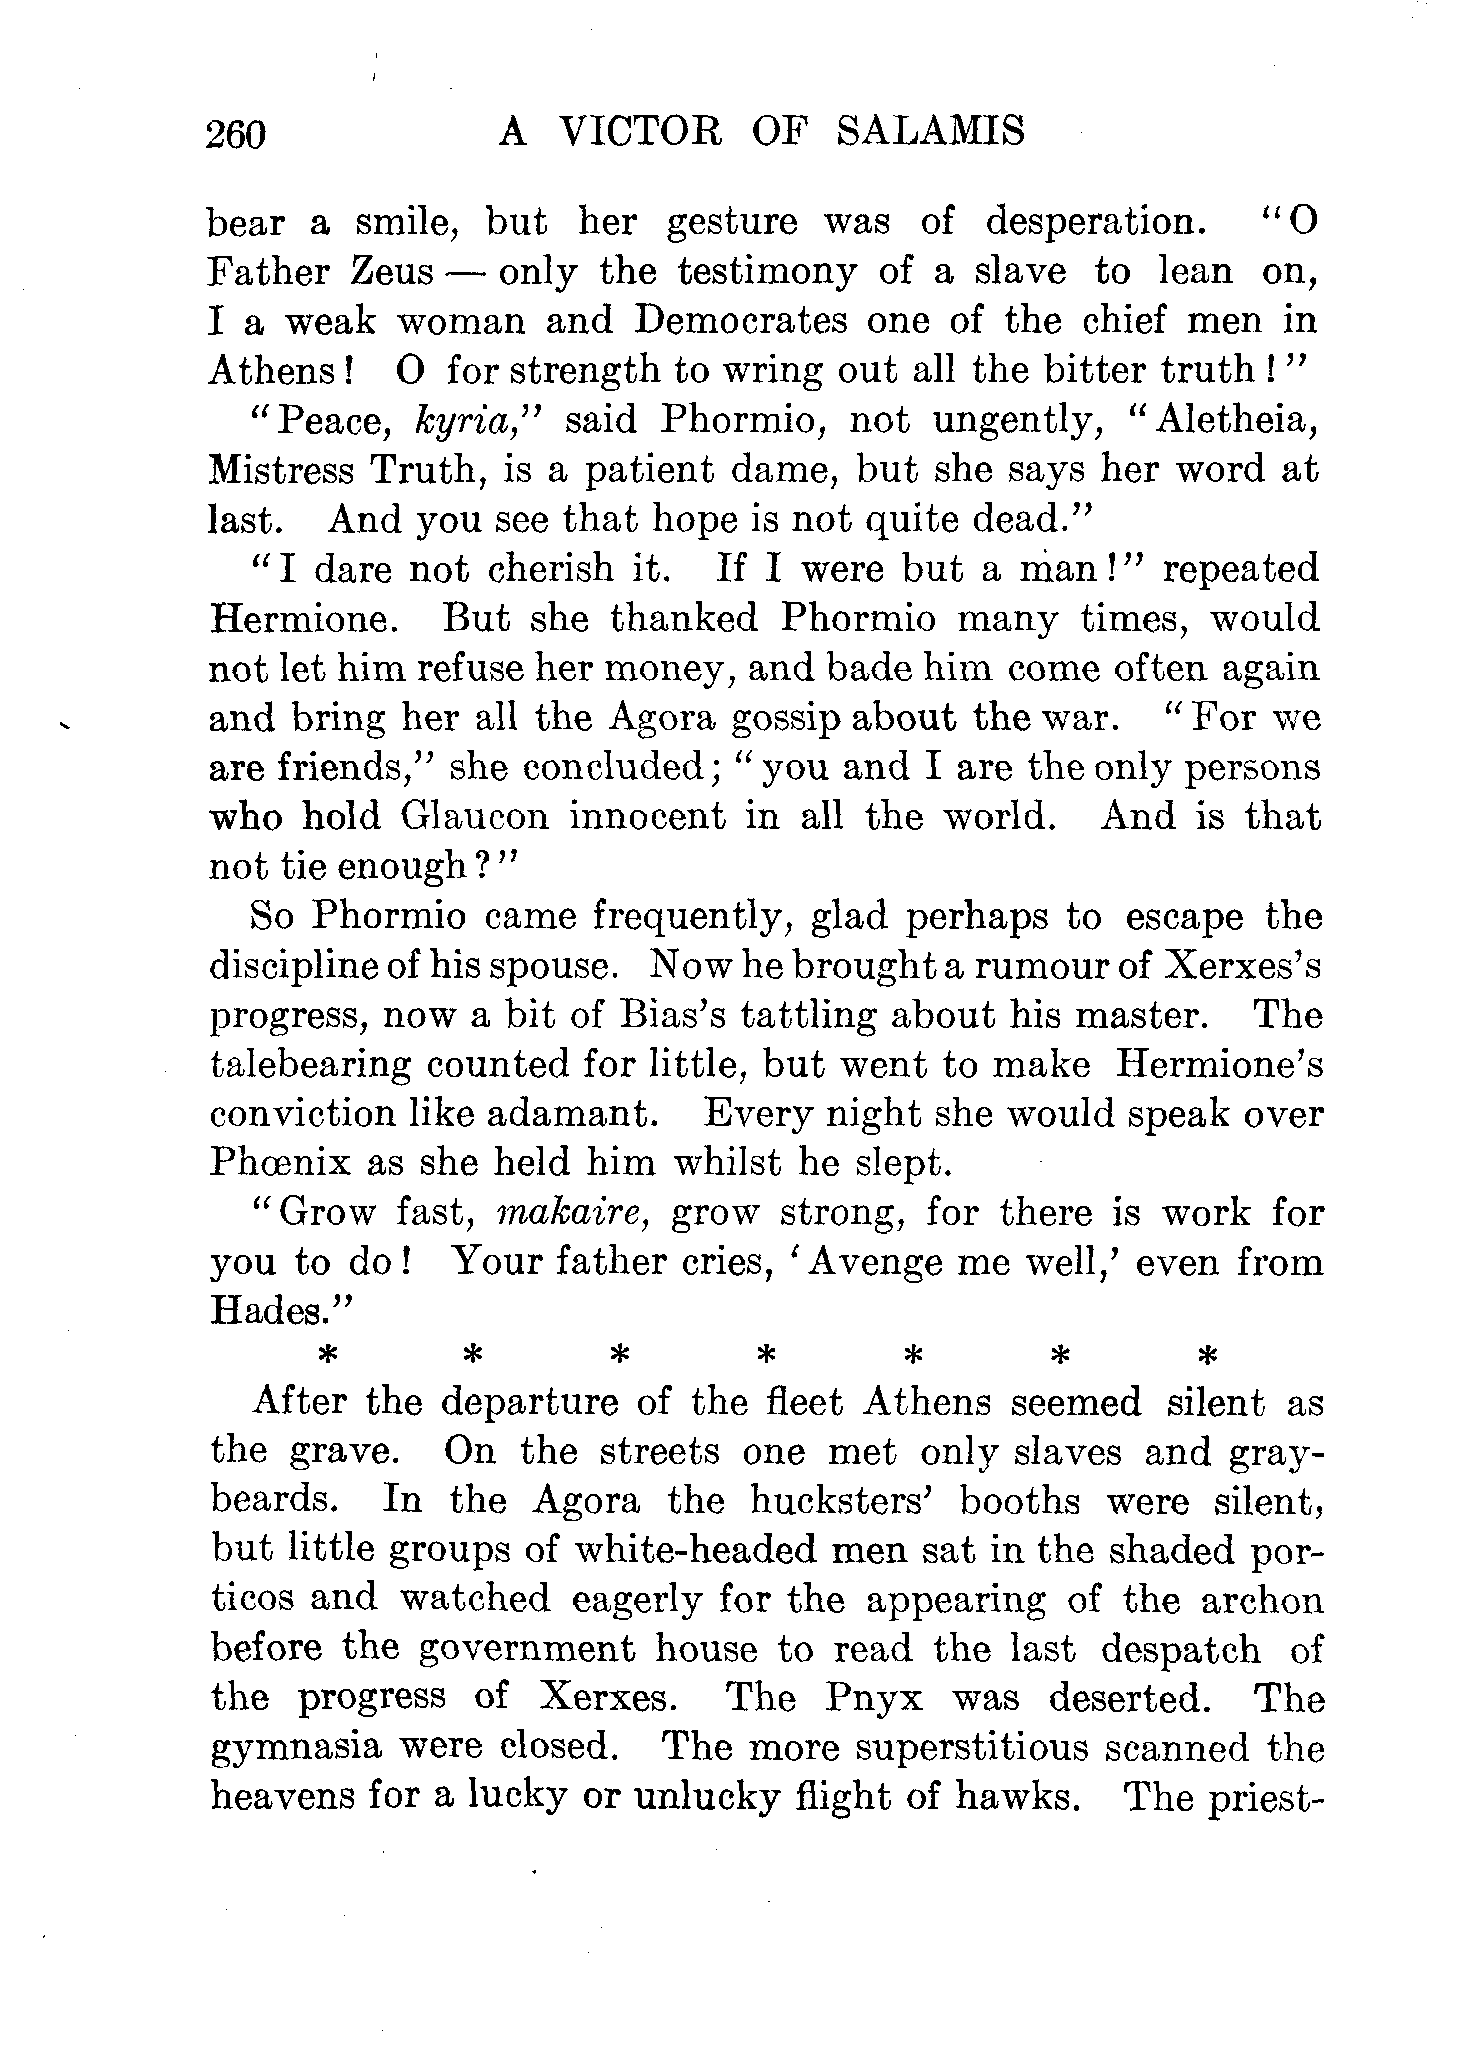 260 A VICTOR OF SALAMIS
bear a smile, but her gesture was of desperation. "O
Father Zeus — only the testimony of a slave to lean on,
I a weak woman and Democrates one of the chief men in
Athens! O for strength to wring out all the bitter truth!"
"Peace, kyria," said Phormio, not ungently, "Aletheia,
Mistress Truth, is a patient dame, but she says her word at
last. And you see that hope is not quite dead."
"I dare not cherish it. If I were but a man!" repeated
Hermione. But she thanked Phormio many times, would
not let him refuse her money, and bade him come often again
and bring her all the Agora gossip about the war. "For we
are friends," she concluded; "you and I are the only persons
who hold Glaucon innocent in all the world. And is that
not tie enough?"
So Phormio came frequently, glad perhaps to escape the
discipline of his spouse. Now he brought a rumour of Xerxes's
progress, now a bit of Bias's tattling about his master. The
talebearing counted for little, but went to make Hermione's
conviction like adamant. Every night she would speak over
Phœnix as she held him whilst he slept.
"Grow fast, makaire, grow strong, for there is work for
you to do! Your father cries, 'Avenge me well,' even from
Hades."
* * * * * * *
After the departure of the fleet Athens seemed silent as
the grave. On the streets one met only slaves and gray-
beards. In the Agora the hucksters' booths were silent,
but little groups of white-headed men sat in the shaded por-
ticos and watched eagerly for the appearing of the archon
before the government house to read the last despatch of
the progress of Xerxes. The Pnyx was deserted. The
gymnasia were closed. The more superstitious scanned the
heavens for a lucky or unlucky flight of hawks. The priest-